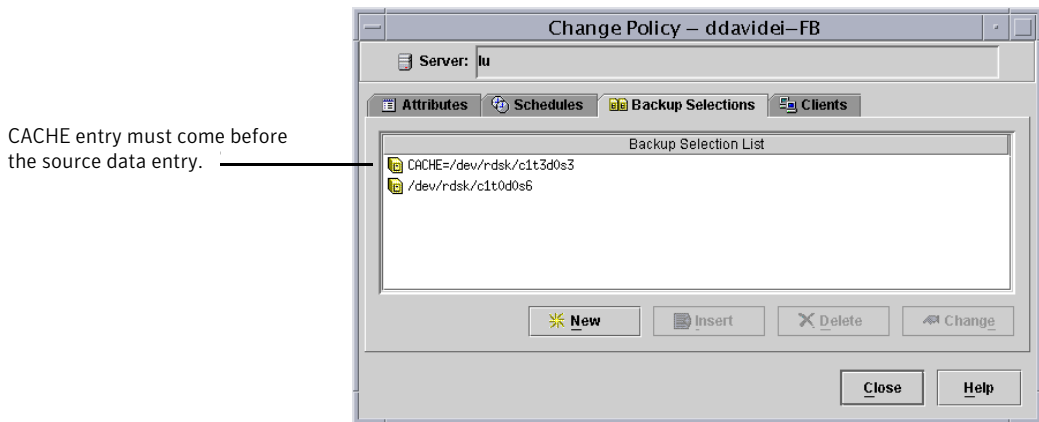 Change Policy – ddavidei–FB
Server: lu
Attributes Schedules Backup Selections Clients
CACHE entry must come before
the source data entry.
Backup Selection List
CACHE=/dev/rdsk/c1t3d0s3
/dev/rdsk/c1t0d0s6
New Insert Delete Change
Close Help